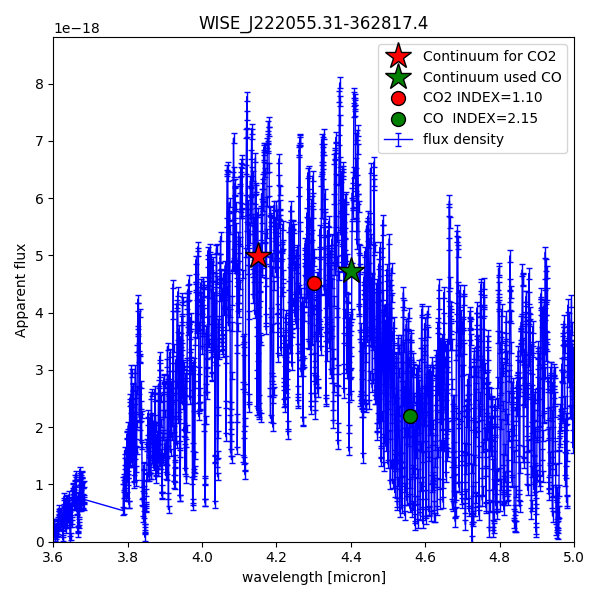 WISE_J222055.31-362817.4
1e−18
Continuum for CO2
Continuum used CO
CO2 INDEX=1.10
CO  INDEX=2.15
flux density
8
7
6
5
4
3
2
1
0
Apparent flux
3.6 3.8 4.0 4.2 4.4 4.6 4.8 5.0
wavelength [micron]